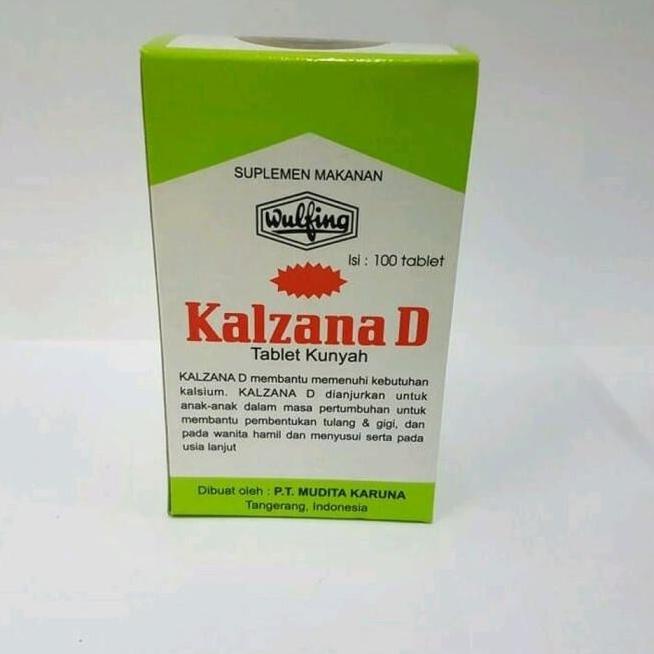 SUPLEMEN MAKANAN
Wülfing
Isi : 100 tablet
Kalzana D
Tablet Kunyah
KALZANA D membantu memenuhi kebutuhan
kalsium. KALZANA D dianjurkan untuk
anak-anak dalam masa pertumbuhan untuk
membantu pembentukan tulang & gigi, dan
pada wanita hamil dan menyusui serta pada
usia lanjut
Dibuat oleh : P.T. MUDITA KARUNA
Tangerang, Indonesia